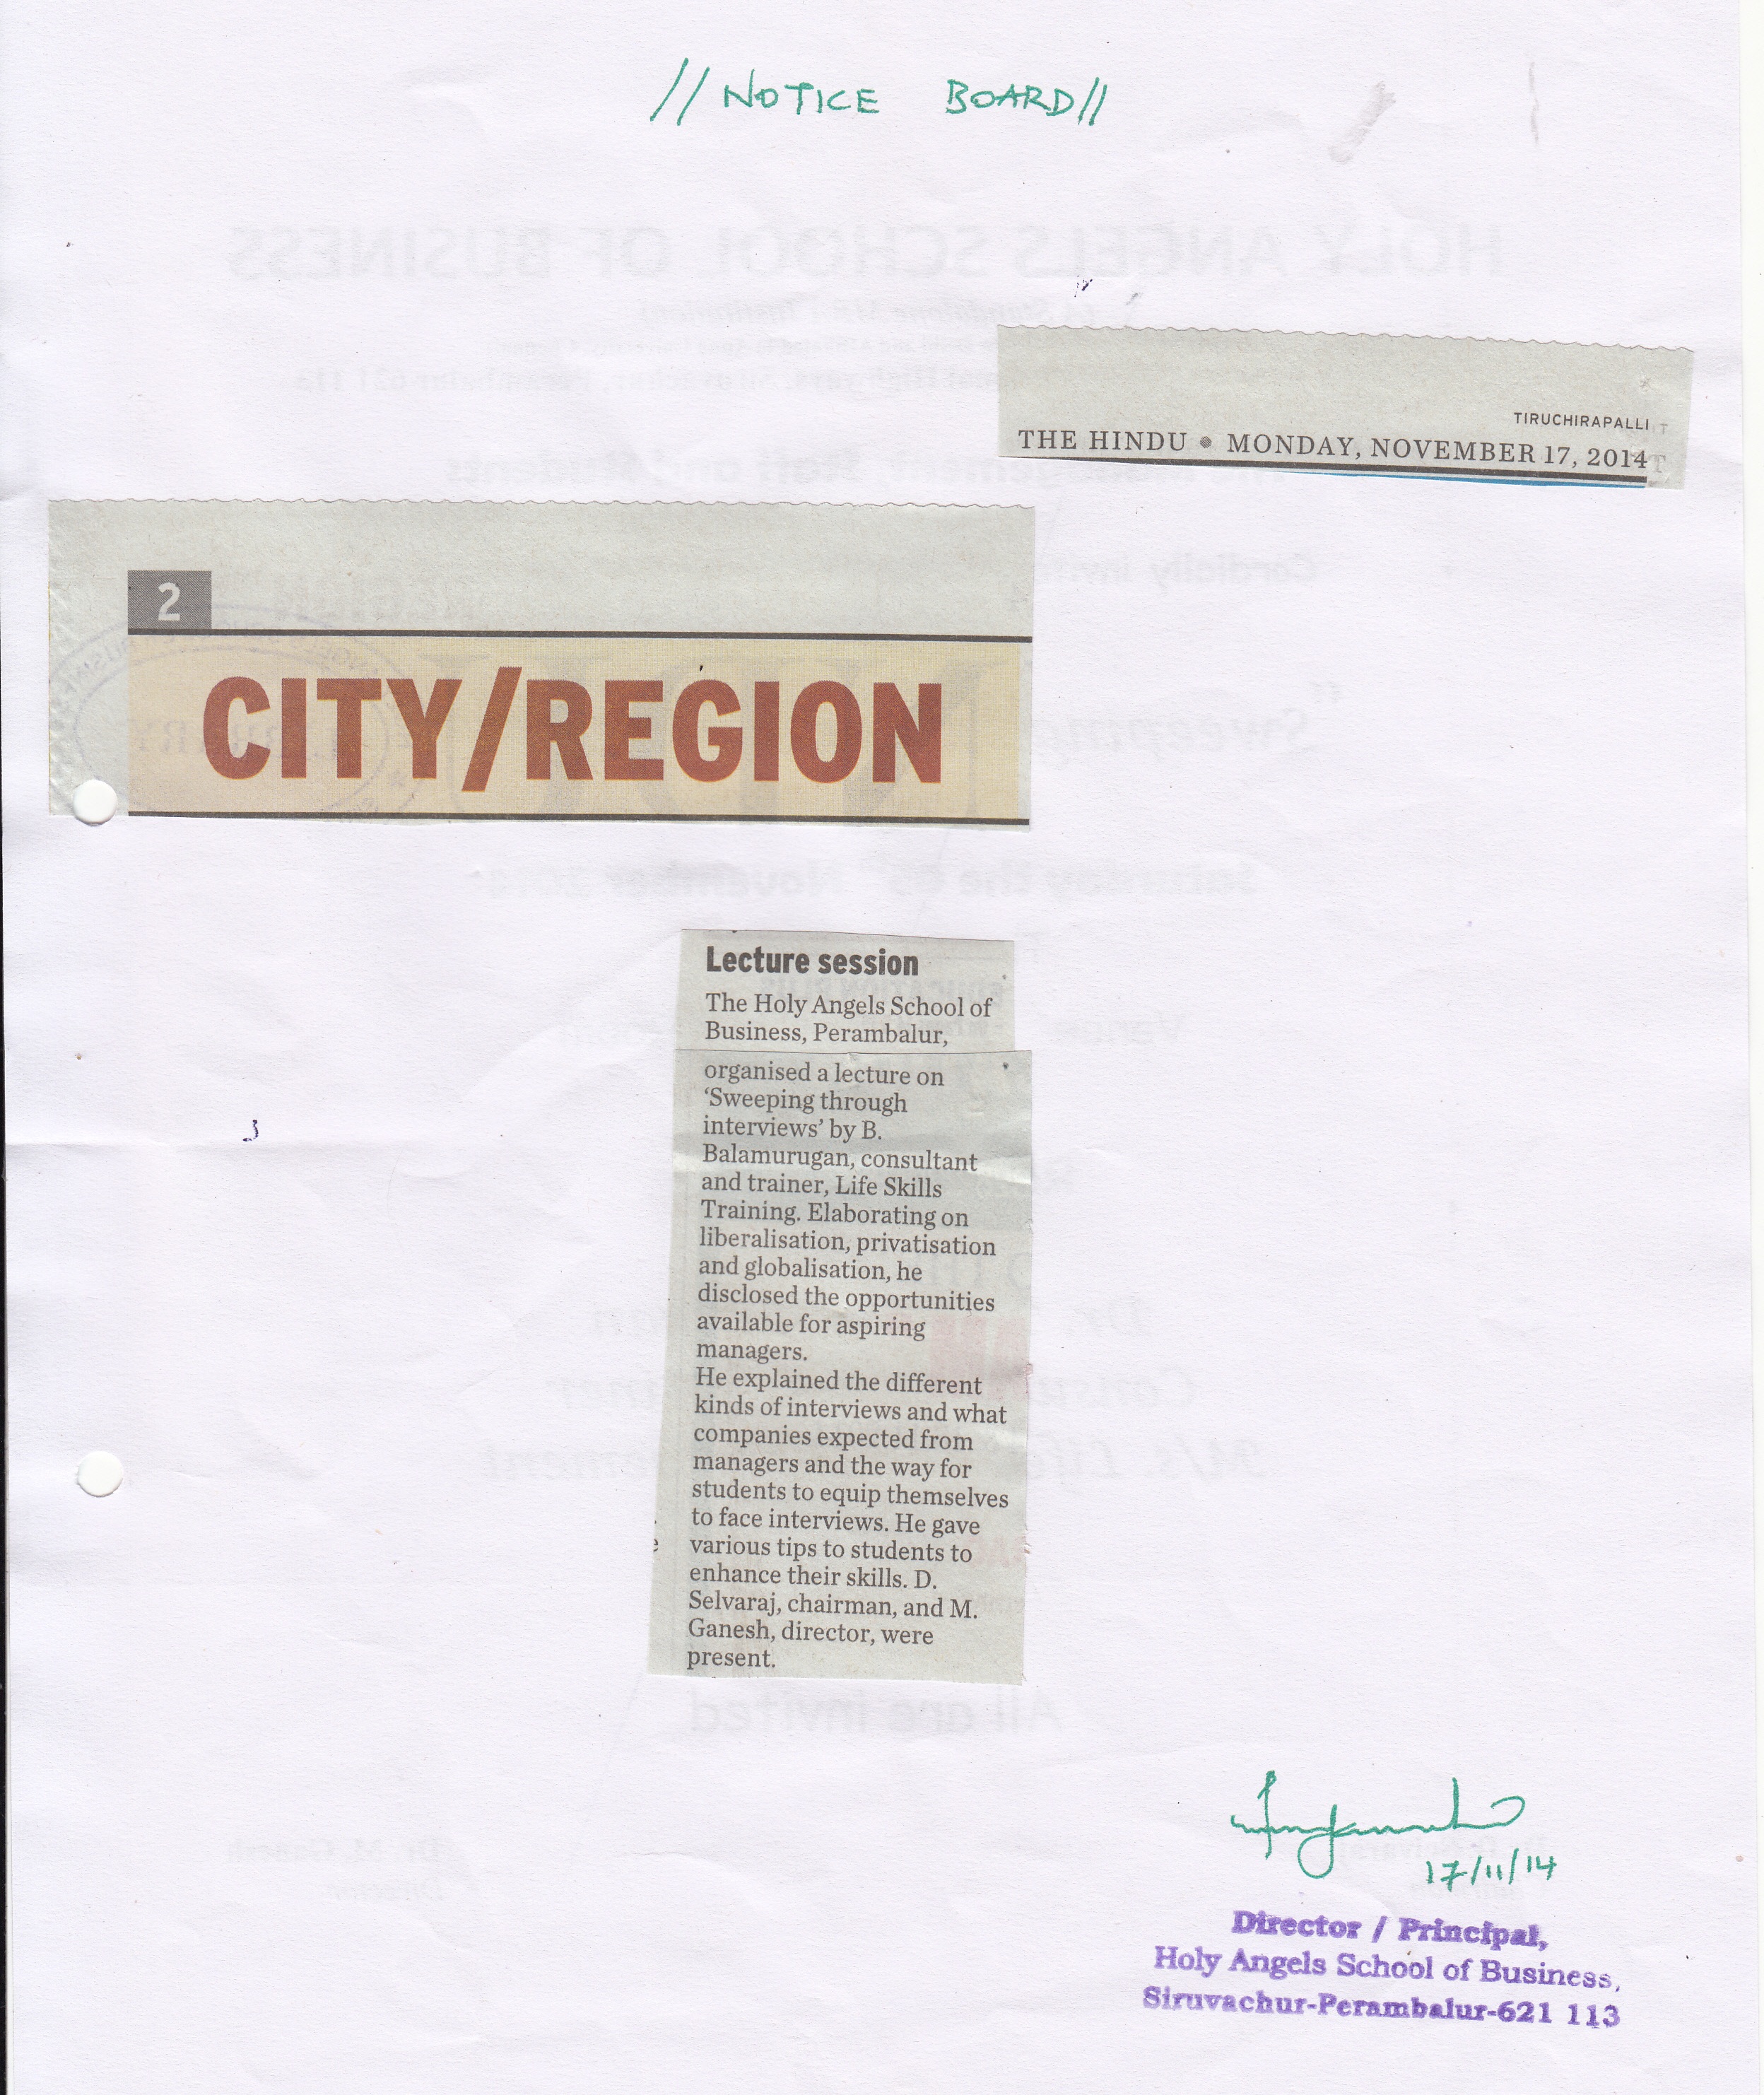 // NOTICE BOARD //
TIRUCHIRAPALLI
THE HINDU ● MONDAY, NOVEMBER 17, 2014
2
CITY/REGION
Lecture session
The Holy Angels School of
Business, Perambalur,
organised a lecture on
‘Sweeping through
interviews’ by B.
Balamurugan, consultant
and trainer, Life Skills
Training. Elaborating on
liberalisation, privatisation
and globalisation, he
disclosed the opportunities
available for aspiring
managers.
He explained the different
kinds of interviews and what
companies expected from
managers and the way for
students to equip themselves
to face interviews. He gave
various tips to students to
enhance their skills. D.
Selvaraj, chairman, and M.
Ganesh, director, were
present.
17/11/14
Director / Principal,
Holy Angels School of Business,
Siruvachur-Perambalur-621 113